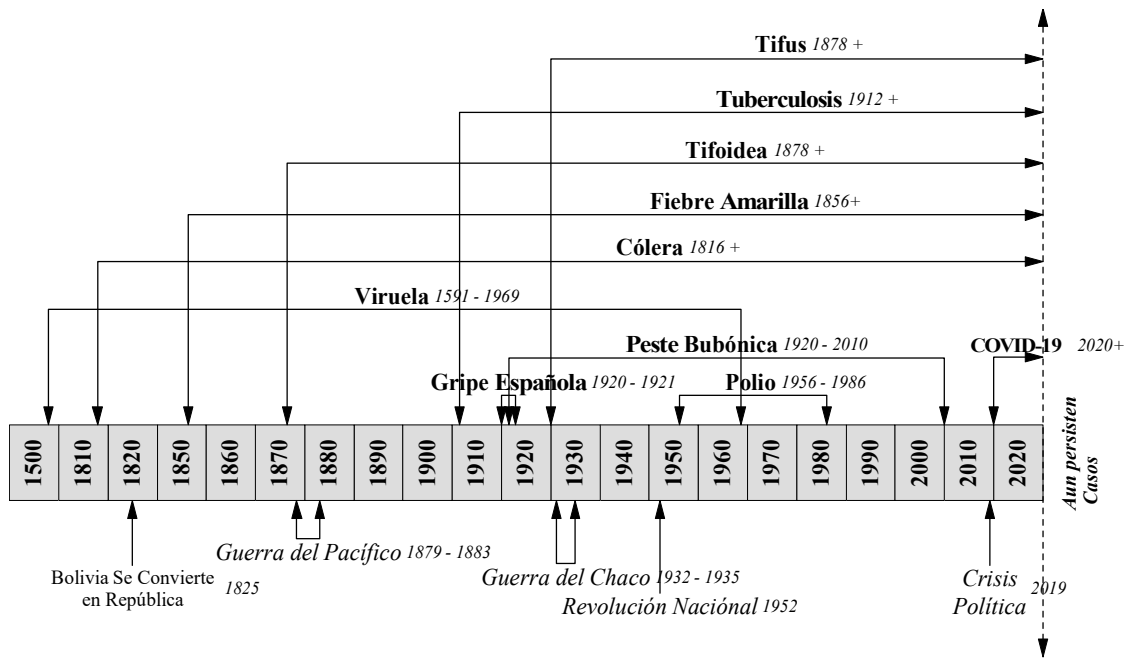 Tifus 1878 +
Tuberculosis 1912 +
Tifoidea 1878 +
Fiebre Amarilla 1856+
Cólera 1816 +
Viruela 1591 - 1969
Peste Bubónica 1920 - 2010
COVID-19 2020+
Gripe Española 1920 - 1921
Polio 1956 - 1986
1500 1810 1820 1850 1860 1870 1880 1890 1900 1910 1920 1930 1940 1950 1960 1970 1980 1990 2000 2010 2020
Aun persisten
Casos
Guerra del Pacífico 1879 - 1883
Bolivia Se Convierte
en República 1825
Guerra del Chaco 1932 - 1935
Revolución Naciónal 1952
Crisis
Política 2019